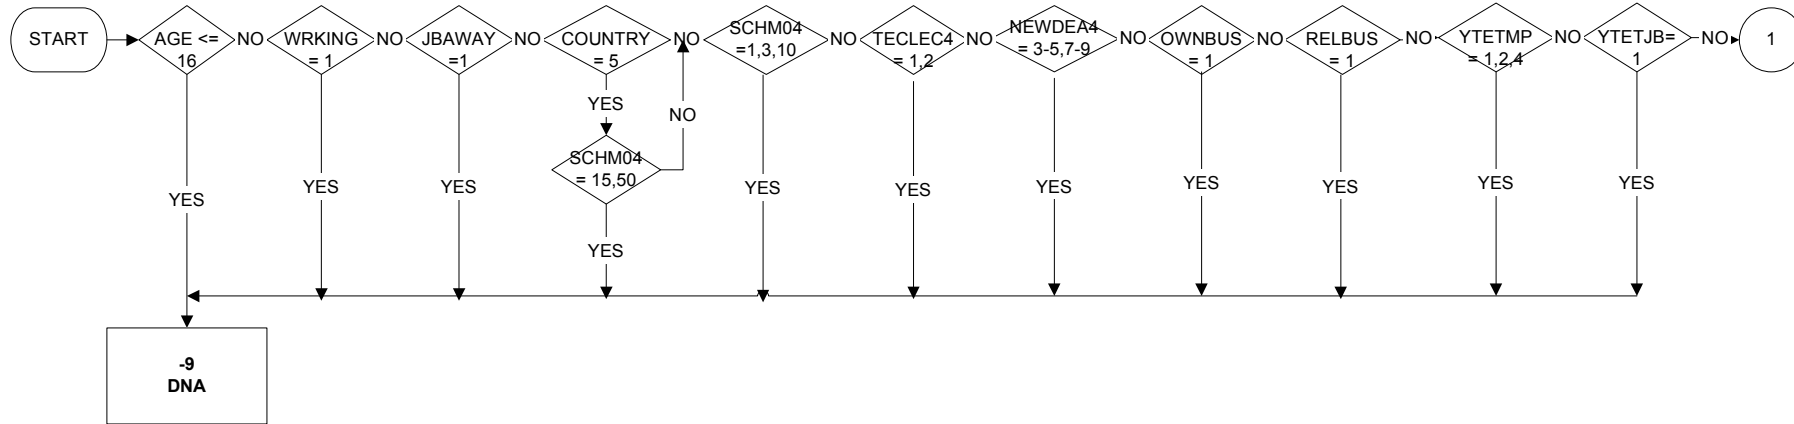 START
AGE <=
16
NO
WRKING
= 1
NO
JBAWAY
=1
NO
COUNTRY
= 5
NO
SCHM04
=1,3,10
NO
TECLEC4
= 1,2
NO
NEWDEA4
= 3-5,7-9
NO
OWNBUS
= 1
NO
RELBUS
= 1
NO
YTETMP
= 1,2,4
NO
YTETJB=
1
NO
1
YES
NO
SCHM04
= 15,50
YES
YES
YES
YES
YES
YES
YES
YES
YES
YES
YES
-9
DNA